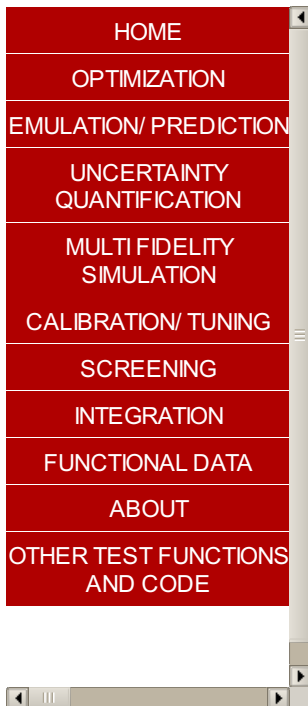 HOME
OPTIMIZATION
EMULATION/ PREDICTION
UNCERTAINTY
QUANTIFICATION
MULTI FIDELITY
SIMULATION
CALIBRATION/ TUNING
SCREENING
INTEGRATION
FUNCTIONAL DATA
ABOUT
OTHER TEST FUNCTIONS
AND CODE